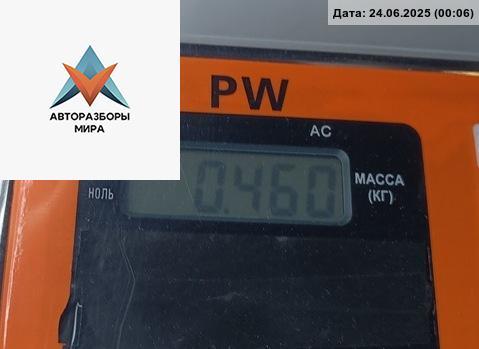 Дата: 24.06.2025 (00:06)
PW
АВТОРАЗБОРЫ
МИРА
AC
НОЛЬ
0.460
МАССА
(КГ)